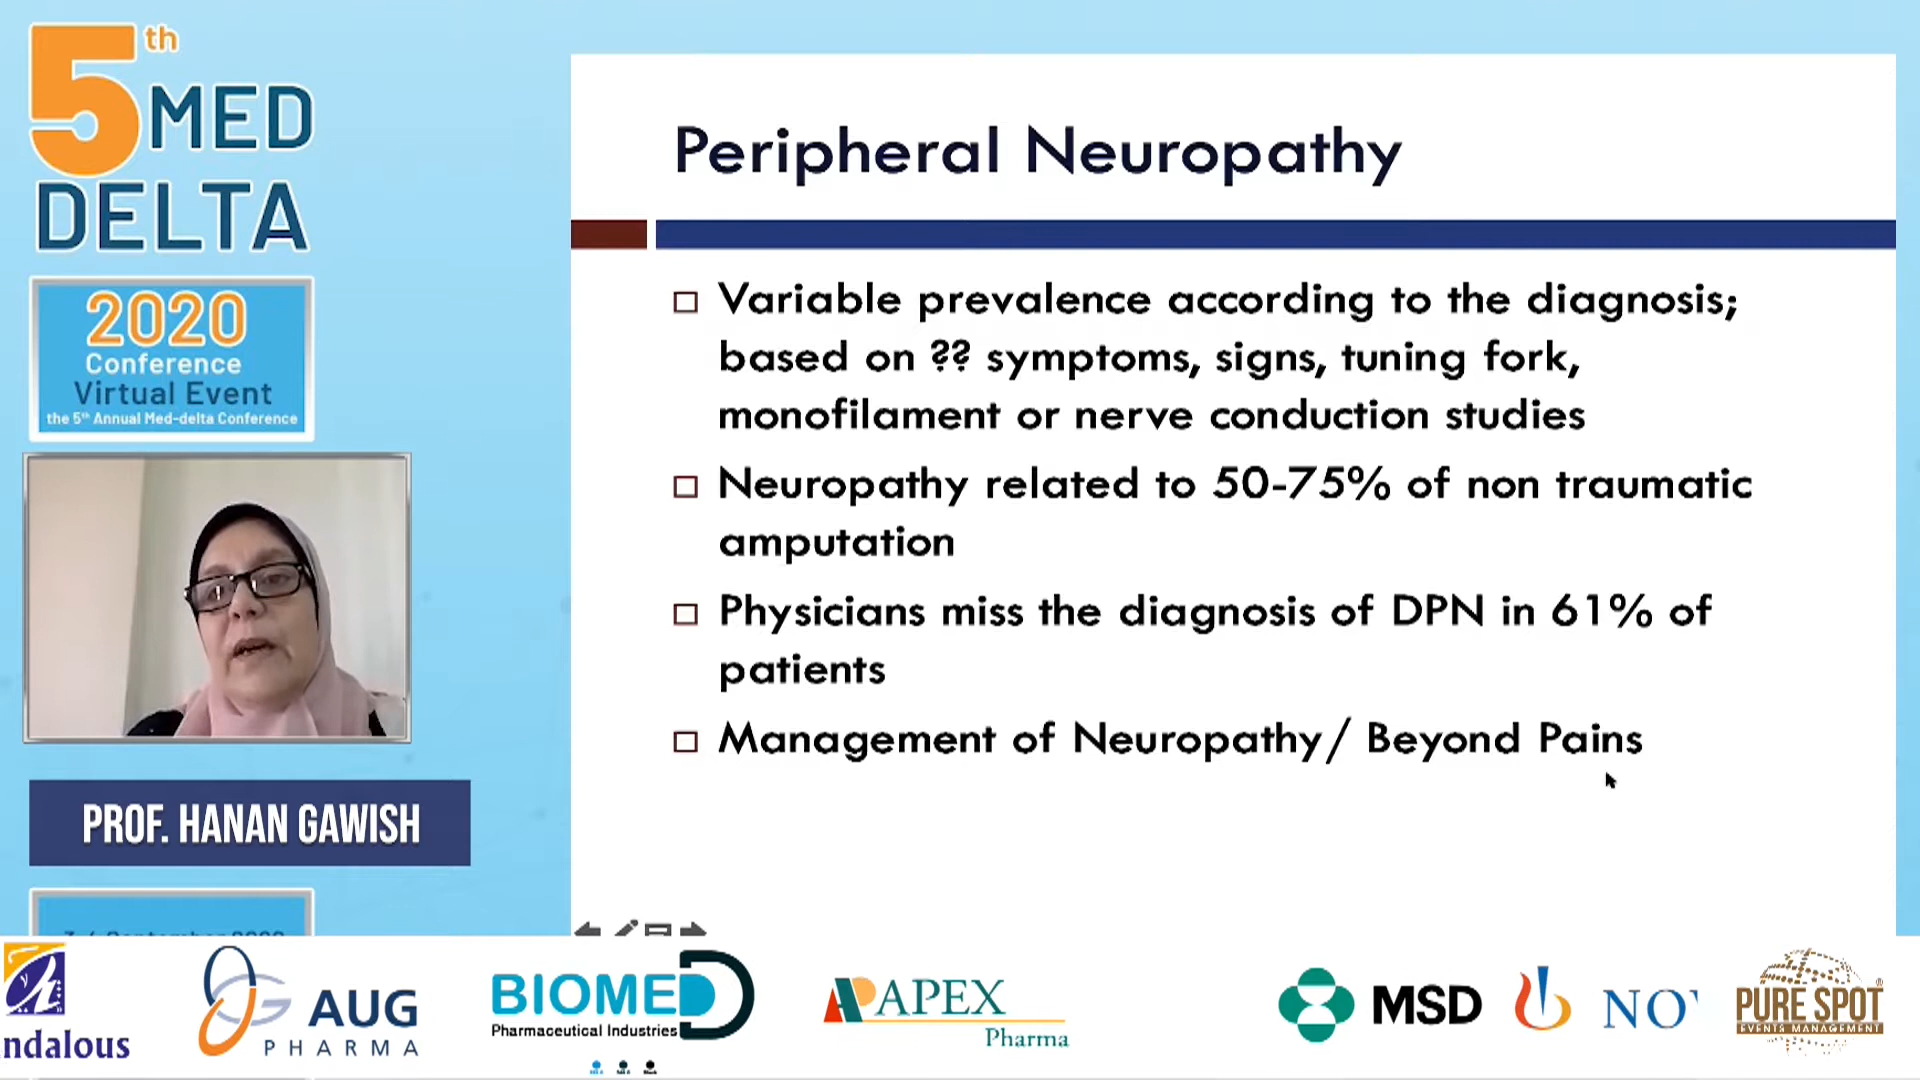 5th MED
DELTA
2020
Conference
Virtual Event
the 5th Annual Med-delta Conference
PROF. HANAN GAWISH
Peripheral Neuropathy
Variable prevalence according to the diagnosis;
based on ?? symptoms, signs, tuning fork,
monofilament or nerve conduction studies
Neuropathy related to 50-75% of non traumatic
amputation
Physicians miss the diagnosis of DPN in 61% of
patients
Management of Neuropathy/ Beyond Pains
ndalous
AUG
PHARMA
BIOMED
Pharmaceutical Industries
APEX
Pharma
MSD
NO
PURE SPOT
EVENTS MANAGEMENT